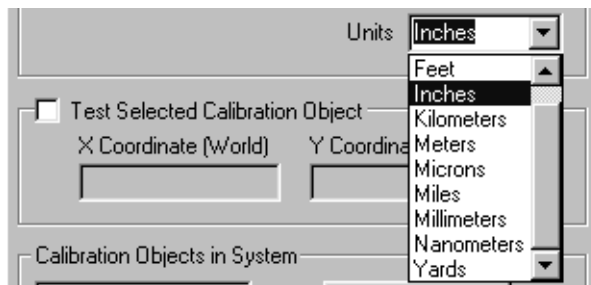 Units Inches
Feet
Inches
Test Selected Calibration Object
Kilometers
X Coordinate (World) Y Coordina Meters
Microns
Miles
Millimeters
Nanometers
Calibration Objects in System
Yards